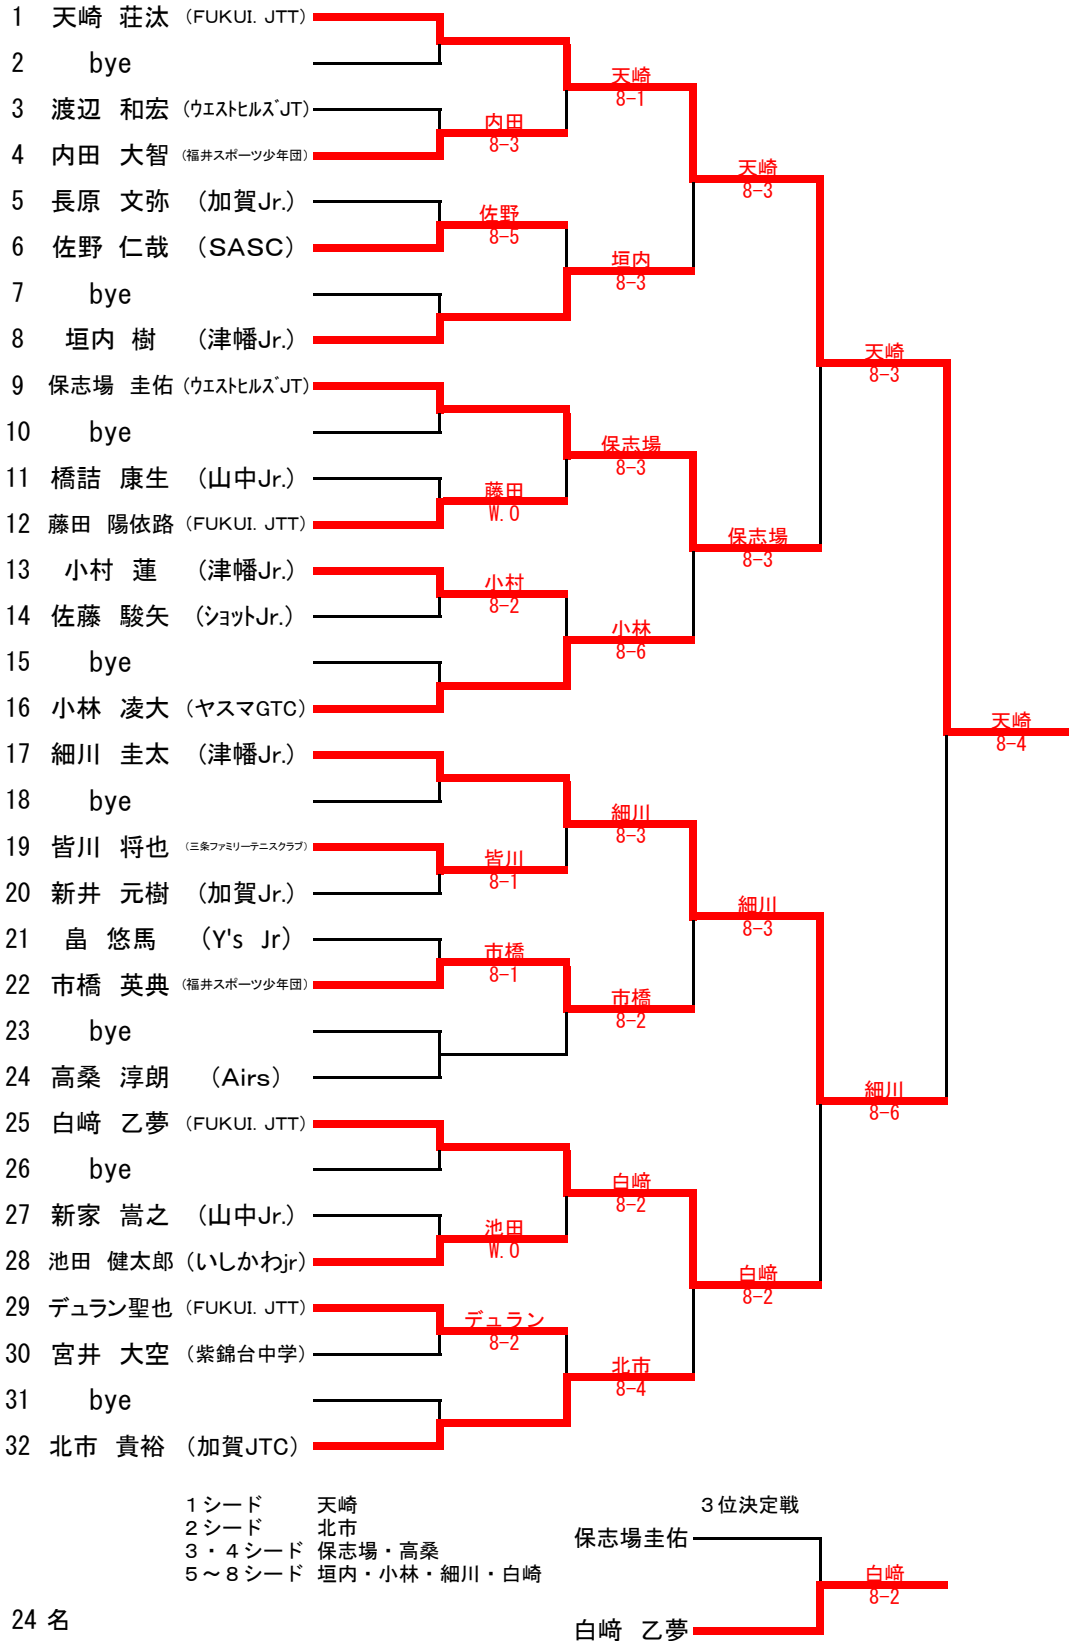 1 天崎 荘汰 (FUKUI. JTT)
2 bye
天崎
8-1
3 渡辺 和宏 (ウエストヒルズJT)
内田
8-3
4 内田 大智 (福井スポーツ少年団)
天崎
8-3
5 長原 文弥 (加賀Jr.)
佐野
8-5
6 佐野 仁哉 (SASC)
垣内
8-3
7 bye
8 垣内 樹 (津幡Jr.)
天崎
8-3
9 保志場 圭佑 (ウエストヒルズJT)
10 bye
保志場
8-3
11 橋詰 康生 (山中Jr.)
藤田
W.O
12 藤田 陽依路 (FUKUI. JTT)
保志場
8-3
13 小村 蓮 (津幡Jr.)
小村
8-2
14 佐藤 駿矢 (ショットJr.)
小林
8-6
15 bye
16 小林 凌大 (ヤスマGTC)
天崎
8-4
17 細川 圭太 (津幡Jr.)
18 bye
細川
8-3
19 皆川 将也 (三条ファミリーテニスクラブ)
皆川
8-1
20 新井 元樹 (加賀Jr.)
細川
8-3
21 畠 悠馬 (Y's Jr)
市橋
8-1
22 市橋 英典 (福井スポーツ少年団)
市橋
8-2
23 bye
24 高桑 淳朗 (Airs)
細川
8-6
25 白﨑 乙夢 (FUKUI. JTT)
26 bye
白﨑
8-2
27 新家 嵩之 (山中Jr.)
池田
W.O
28 池田 健太郎 (いしかわjr)
白﨑
8-2
29 デュラン聖也 (FUKUI. JTT)
デュラン
8-2
30 宮井 大空 (紫錦台中学)
北市
8-4
31 bye
32 北市 貴裕 (加賀JTC)
1シード 天崎
2シード 北市
3・4シード 保志場・高桑
5~8シード 垣内・小林・細川・白崎
24 名
3位決定戦
保志場圭佑
白﨑
8-2
白﨑 乙夢